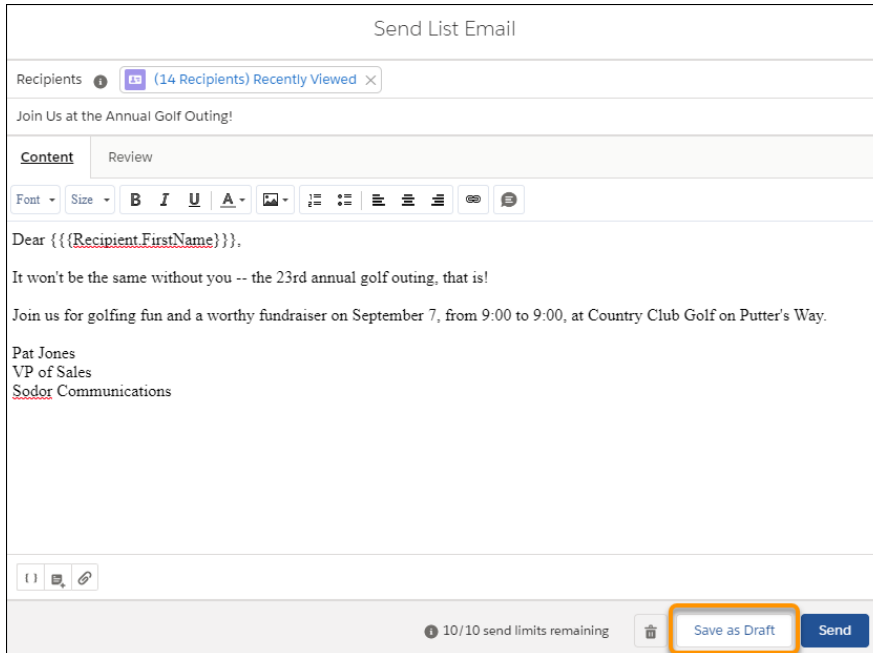 Send List Email
Recipients (14 Recipients) Recently Viewed
Join Us at the Annual Golf Outing!
Content Review
Font Size B I U A
Dear {{{Recipient.FirstName}}},
It won't be the same without you -- the 23rd annual golf outing, that is!
Join us for golfing fun and a worthy fundraiser on September 7, from 9:00 to 9:00, at Country Club Golf on Putter's Way.
Pat Jones
VP of Sales
Sodor Communications
{ }
10/10 send limits remaining Save as Draft Send